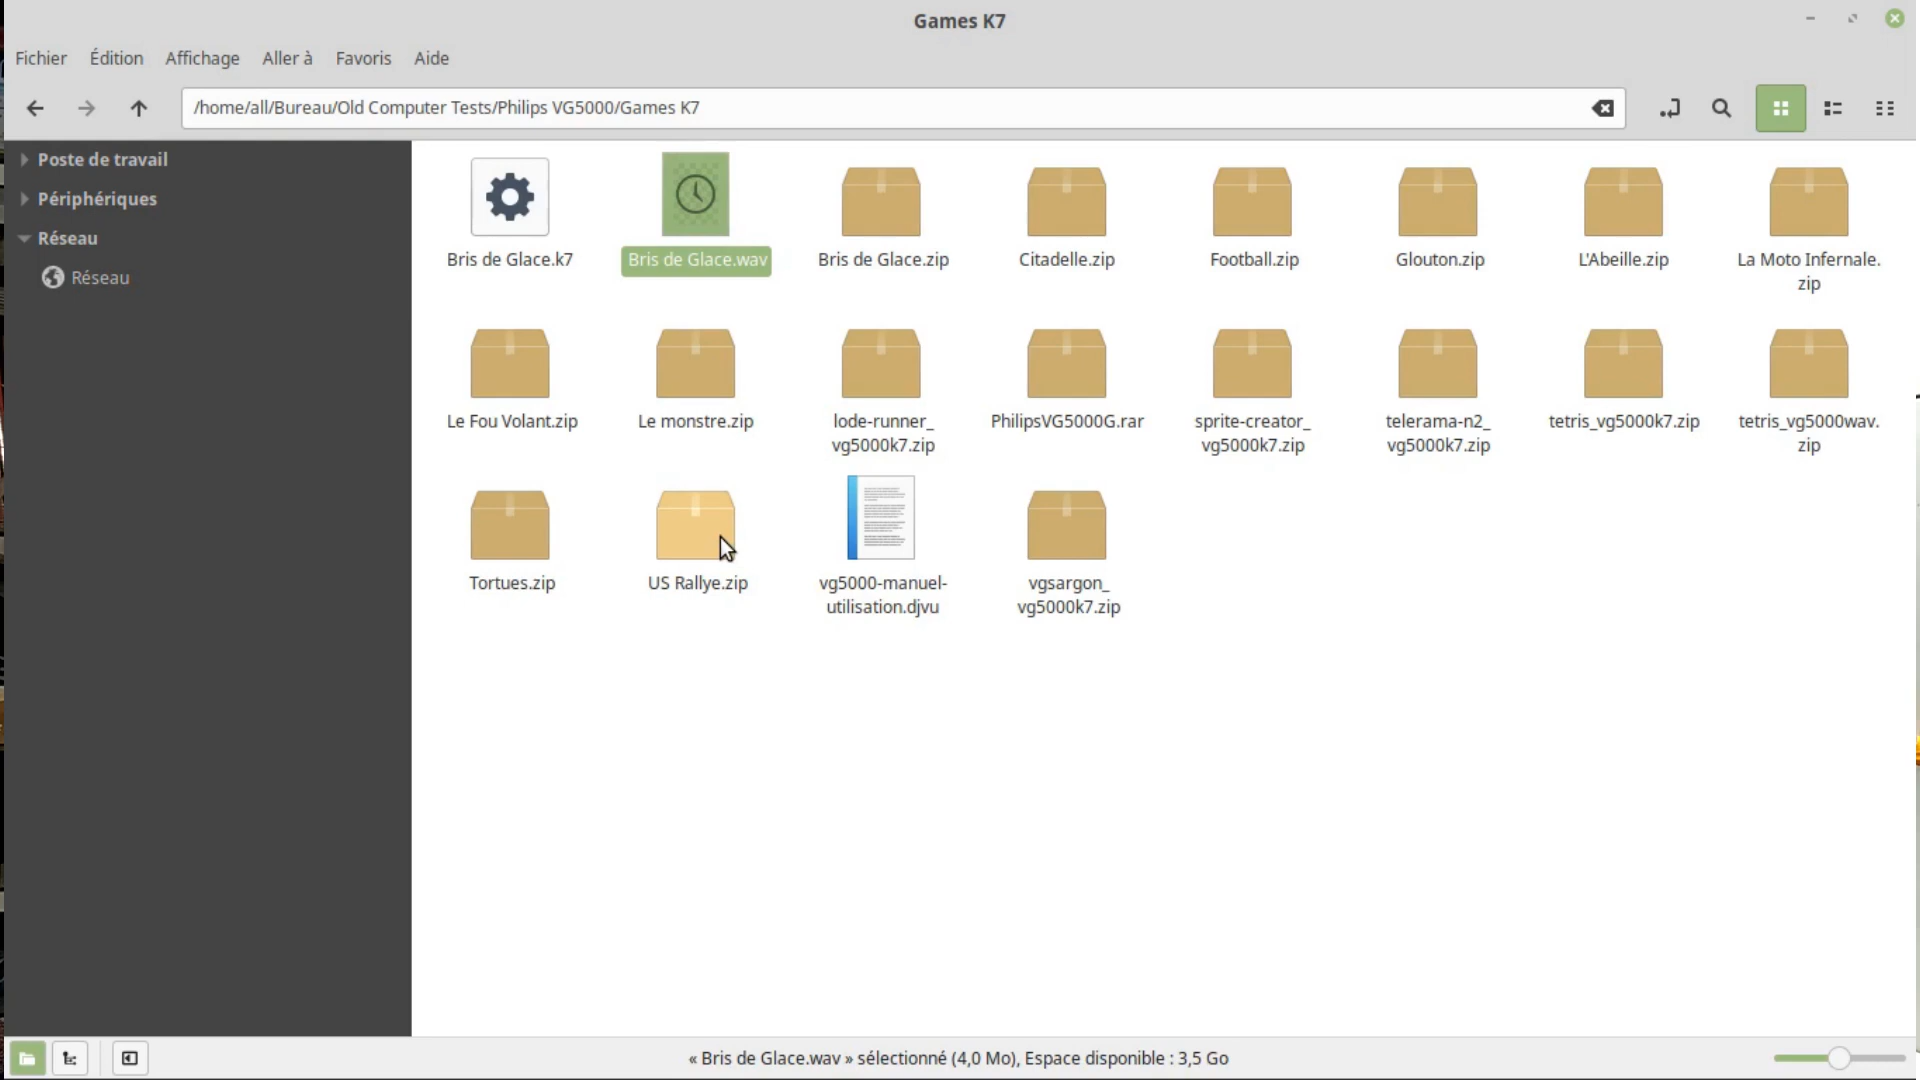 Games K7
Fichier Édition Affichage Aller à Favoris Aide
/home/all/Bureau/Old Computer Tests/Philips VG5000/Games K7
Poste de travail
Périphériques
Réseau
Réseau
Bris de Glace.k7
Bris de Glace.wav
Bris de Glace.zip
Citadelle.zip
Football.zip
Glouton.zip
L'Abeille.zip
La Moto Infernale.
zip
Le Fou Volant.zip
Le monstre.zip
lode-runner_
vg5000k7.zip
PhilipsVG5000G.rar
sprite-creator_
vg5000k7.zip
telerama-n2_
vg5000k7.zip
tetris_vg5000k7.zip
tetris_vg5000wav.
zip
Tortues.zip
US Rallye.zip
vg5000-manuel-
utilisation.djvu
vgsargon_
vg5000k7.zip
« Bris de Glace.wav » sélectionné (4,0 Mo), Espace disponible : 3,5 Go